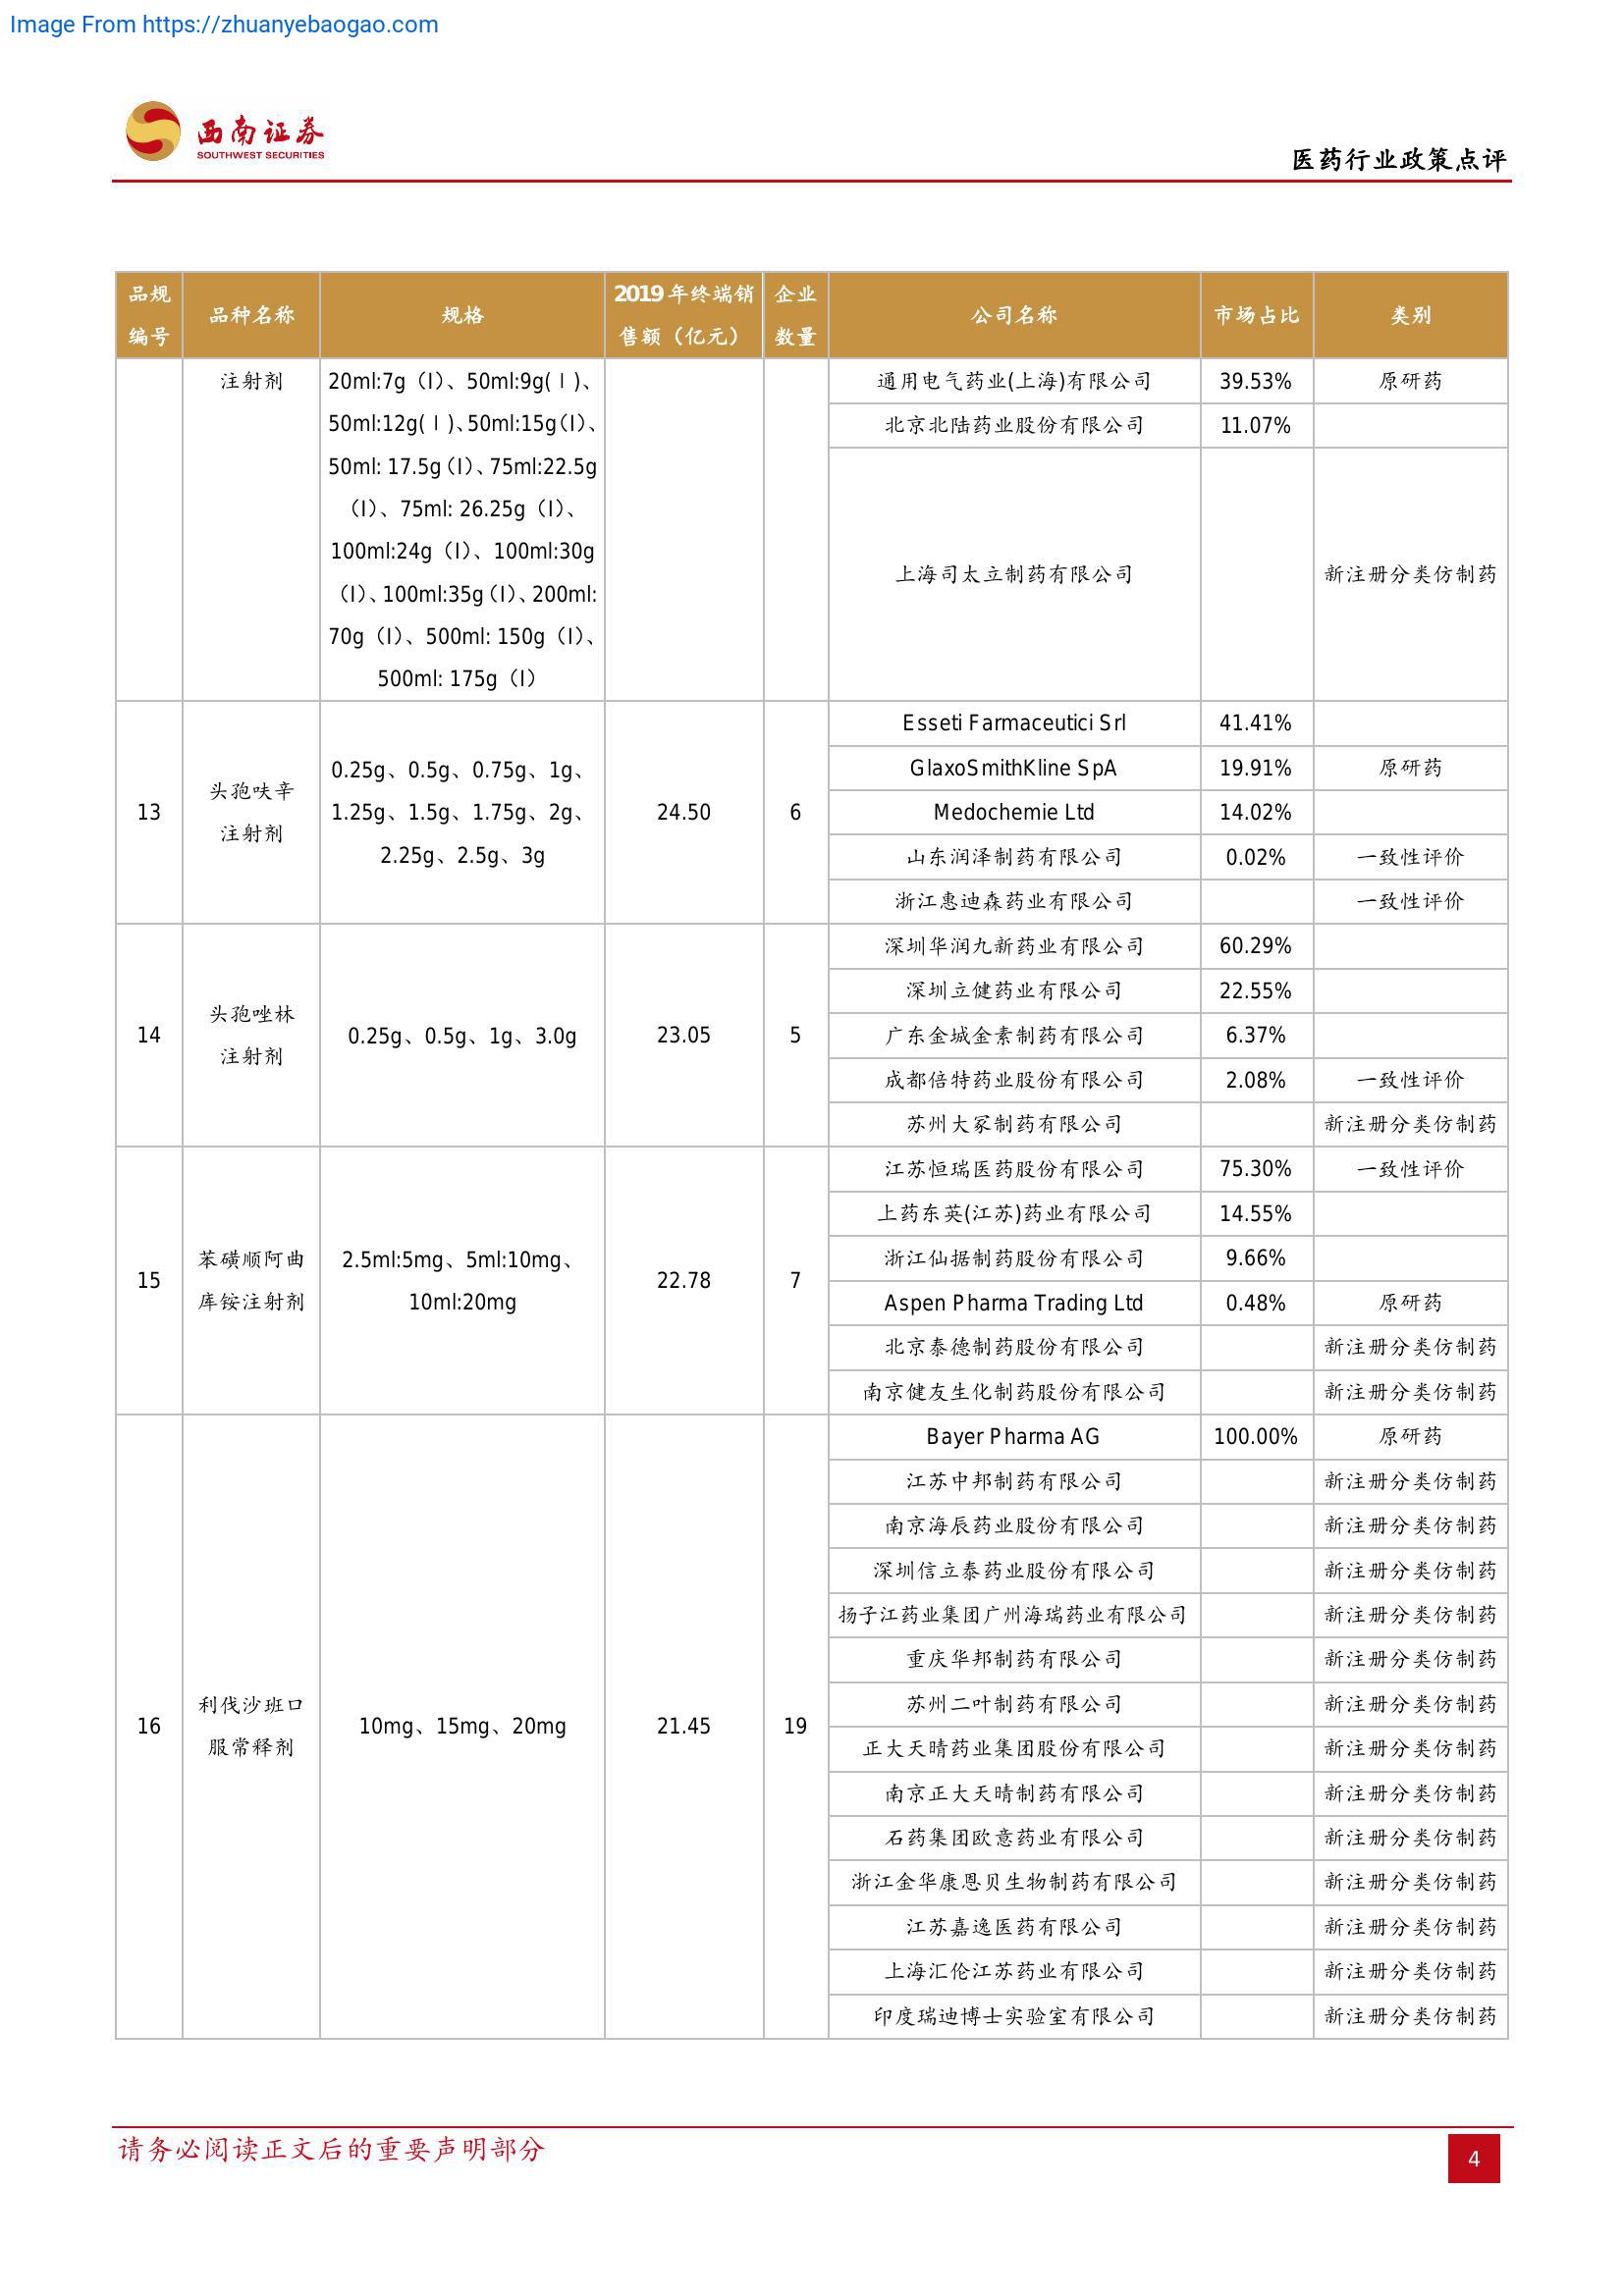 Image From https://zhuanyebaogao.com
西南证券
SOUTHWEST SECURITIES
医药行业政策点评
品规编号 品种名称 规格 2019年终端销售额（亿元） 企业数量 公司名称 市场占比 类别
注射剂
20ml:7g（I）、50ml:9g(Ⅰ)、
50ml:12g(Ⅰ)、50ml:15g（I）、
50ml: 17.5g（I）、75ml:22.5g
（I）、75ml: 26.25g（I）、
100ml:24g（I）、100ml:30g
（I）、100ml:35g（I）、200ml:
70g（I）、500ml: 150g（I）、
500ml: 175g（I）
通用电气药业(上海)有限公司 39.53% 原研药
北京北陆药业股份有限公司 11.07%
上海司太立制药有限公司 新注册分类仿制药
13
头孢呋辛
注射剂
0.25g、0.5g、0.75g、1g、
1.25g、1.5g、1.75g、2g、
2.25g、2.5g、3g
24.50
6
Esseti Farmaceutici Srl 41.41%
GlaxoSmithKline SpA 19.91% 原研药
Medochemie Ltd 14.02%
山东润泽制药有限公司 0.02% 一致性评价
浙江惠迪森药业有限公司 一致性评价
14
头孢唑林
注射剂
0.25g、0.5g、1g、3.0g
23.05
5
深圳华润九新药业有限公司 60.29%
深圳立健药业有限公司 22.55%
广东金城金素制药有限公司 6.37%
成都倍特药业股份有限公司 2.08% 一致性评价
苏州大冢制药有限公司 新注册分类仿制药
15
苯磺顺阿曲
库铵注射剂
2.5ml:5mg、5ml:10mg、
10ml:20mg
22.78
7
江苏恒瑞医药股份有限公司 75.30% 一致性评价
上药东英(江苏)药业有限公司 14.55%
浙江仙据制药股份有限公司 9.66%
Aspen Pharma Trading Ltd 0.48% 原研药
北京泰德制药股份有限公司 新注册分类仿制药
南京健友生化制药股份有限公司 新注册分类仿制药
16
利伐沙班口
服常释剂
10mg、15mg、20mg
21.45
19
Bayer Pharma AG 100.00% 原研药
江苏中邦制药有限公司 新注册分类仿制药
南京海辰药业股份有限公司 新注册分类仿制药
深圳信立泰药业股份有限公司 新注册分类仿制药
扬子江药业集团广州海瑞药业有限公司 新注册分类仿制药
重庆华邦制药有限公司 新注册分类仿制药
苏州二叶制药有限公司 新注册分类仿制药
正大天晴药业集团股份有限公司 新注册分类仿制药
南京正大天晴制药有限公司 新注册分类仿制药
石药集团欧意药业有限公司 新注册分类仿制药
浙江金华康恩贝生物制药有限公司 新注册分类仿制药
江苏嘉逸医药有限公司 新注册分类仿制药
上海汇伦江苏药业有限公司 新注册分类仿制药
印度瑞迪博士实验室有限公司 新注册分类仿制药
请务必阅读正文后的重要声明部分
4